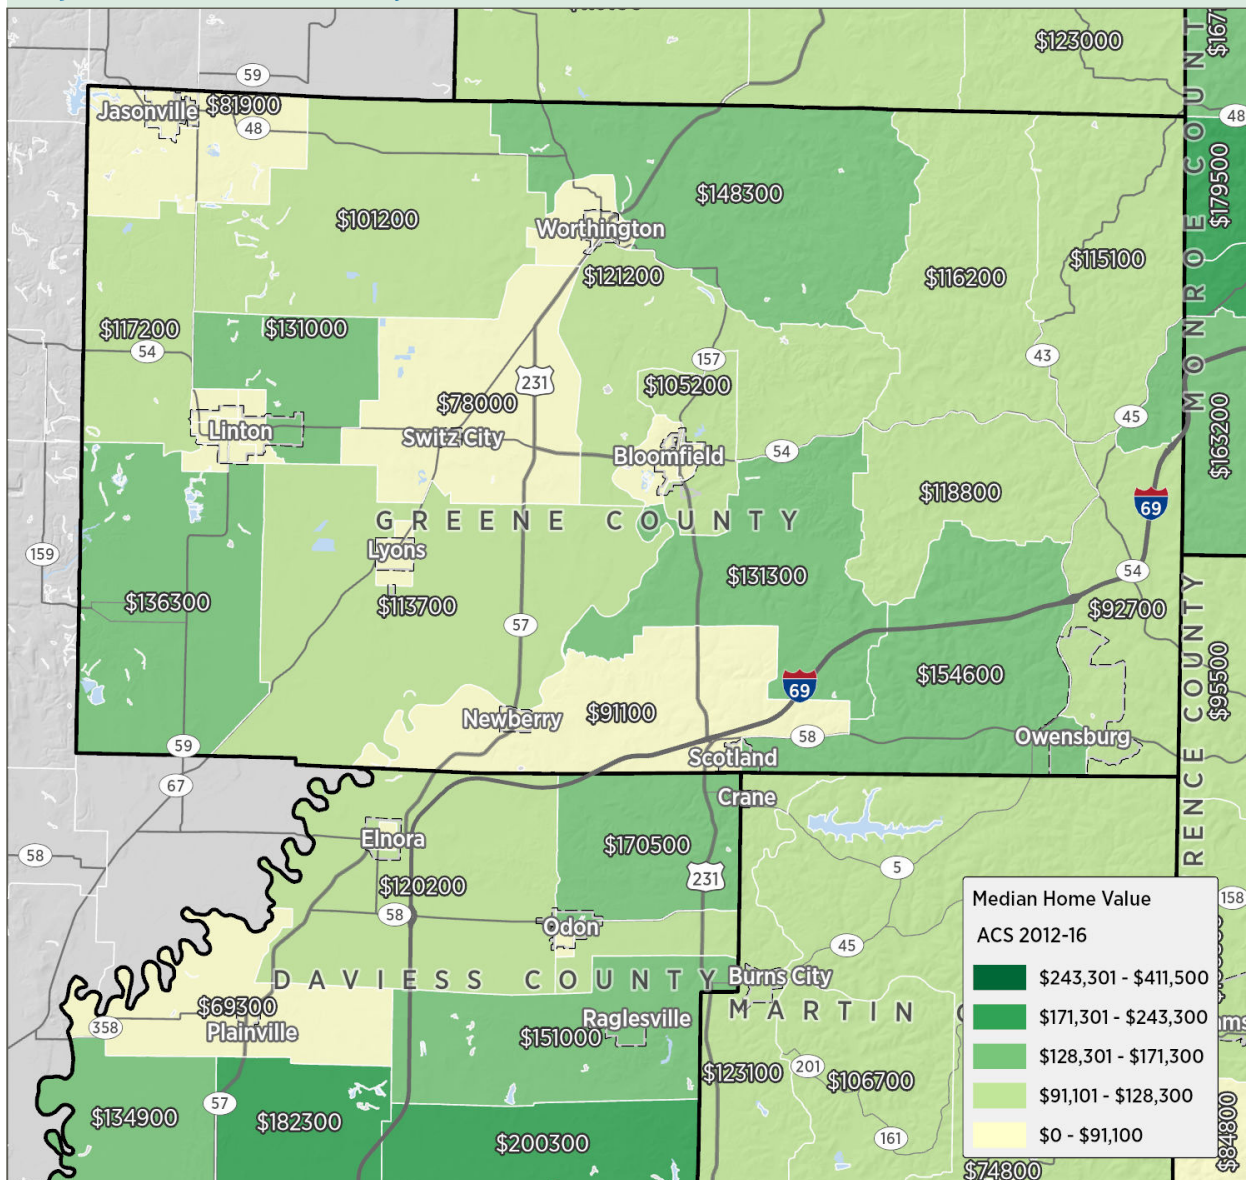 $123000
$167
59
Jasonville
$81900
48
48
MONROE COUNT
$148300
$179500
$101200
Worthington
$121200
$116200
$115100
$117200
$131000
54
157
43
231
$105200
$78000
45
Linton
Switz City
Bloomfield
54
$163200
$118800
69
GREENE COUNTY
159
Lyons
$131300
54
$136300
$113700
$92700
57
RENCE COUNTY
$154600
69
$95500
Newberry
$91100
58
Owensburg
59
Scotland
67
Crane
Elnora
58
$170500
5
231
$120200
58
Odon
45
158
DAVIESS COUNTY
Burns City
$69300
MARTIN
358
Plainville
Raglesville
$151000
$123100
201
$106700
57
$134900
$182300
$200300
161
$74800
$84800
Median Home Value
ACS 2012-16
$243,301 - $411,500
$171,301 - $243,300
$128,301 - $171,300
$91,101 - $128,300
$0 - $91,100